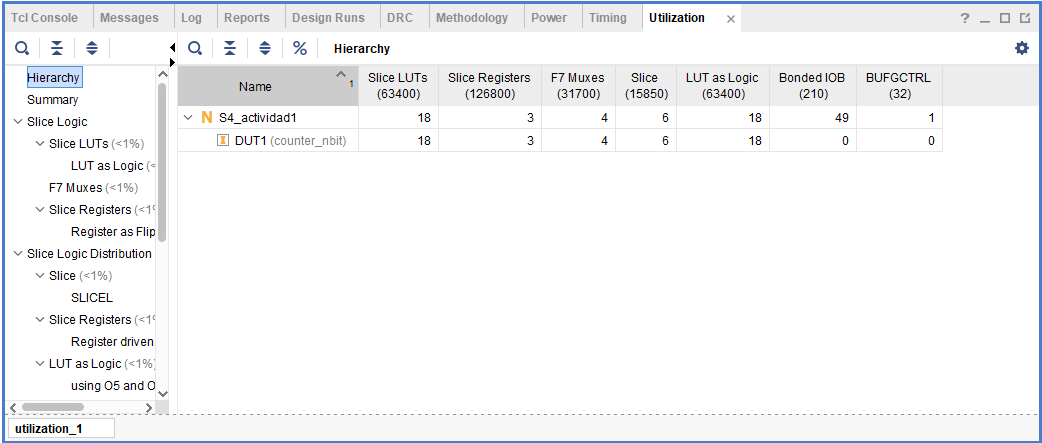 Tcl Console Messages Log Reports Design Runs DRC Methodology Power Timing Utilization × ? _
Hierarchy
Summary
Slice Logic
Slice LUTs (<1%)
LUT as Logic (<
F7 Muxes (<1%)
Slice Registers (<1%
Register as Flip
Slice Logic Distribution
Slice (<1%)
SLICEL
Slice Registers (<1%
Register driven
LUT as Logic (<1%)
using O5 and O
% Hierarchy
Name 1 Slice LUTs Slice Registers F7 Muxes Slice LUT as Logic Bonded IOB BUFGCTRL
(63400) (126800) (31700) (15850) (63400) (210) (32)
N S4_actividad1 18 3 4 6 18 49 1
I DUT1 (counter_nbit) 18 3 4 6 18 0 0
utilization_1